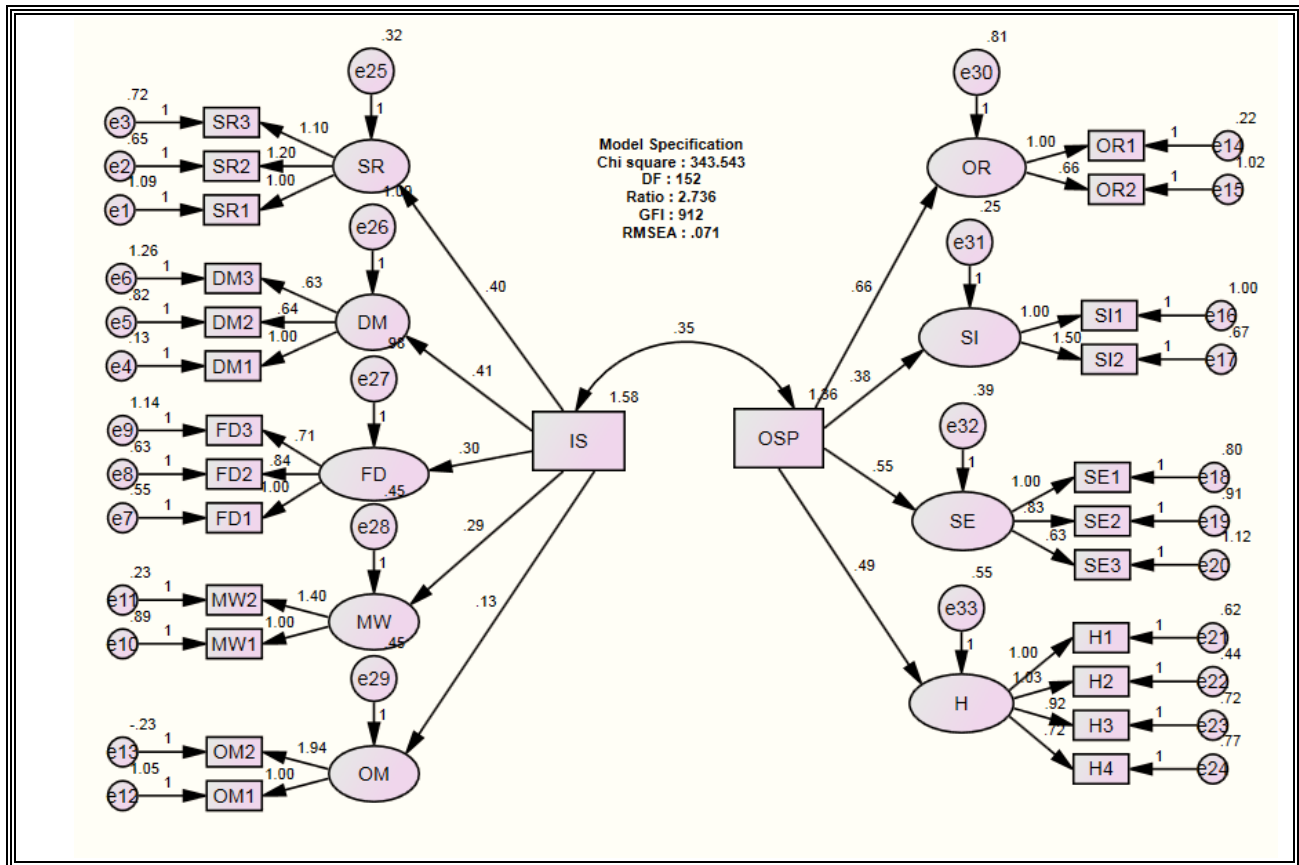 Model Specification
Chi square : 343.543
DF : 152
Ratio : 2.736
GFI : 912
RMSEA : .071
.32
e25
1
.72
e3
1
SR3
1.10
.65
e2
1
SR2
1.20
SR
1.09
e1
1
SR1
1.00
1.09
e26
1
1.26
e6
1
DM3
.63
.82
e5
1
DM2
.64
DM
.13
e4
1
DM1
1.00
.98
e27
1
1.14
e9
1
FD3
.71
.63
e8
1
FD2
.84
FD
.55
e7
1
FD1
1.00
.45
e28
1
.23
e11
1
MW2
1.40
.89
e10
1
MW1
1.00
MW
.45
e29
1
-.23
e13
1
OM2
1.94
1.05
e12
1
OM1
1.00
OM
.40
.41
.30
.29
.13
1.58
IS
.35
1.36
OSP
.66
.38
.55
.49
.81
e30
1
OR
1.00
OR1
1
.22
e14
.66
OR2
1
1.02
e15
.25
e31
1
SI
1.00
SI1
1
1.00
e16
1.50
SI2
1
.67
e17
.39
e32
1
SE
1.00
SE1
1
.80
e18
.83
SE2
1
.91
e19
.63
SE3
1
1.12
e20
.55
e33
1
H
1.00
H1
1
.62
e21
1.03
H2
1
.44
e22
.92
H3
1
.72
e23
.72
H4
1
.77
e24